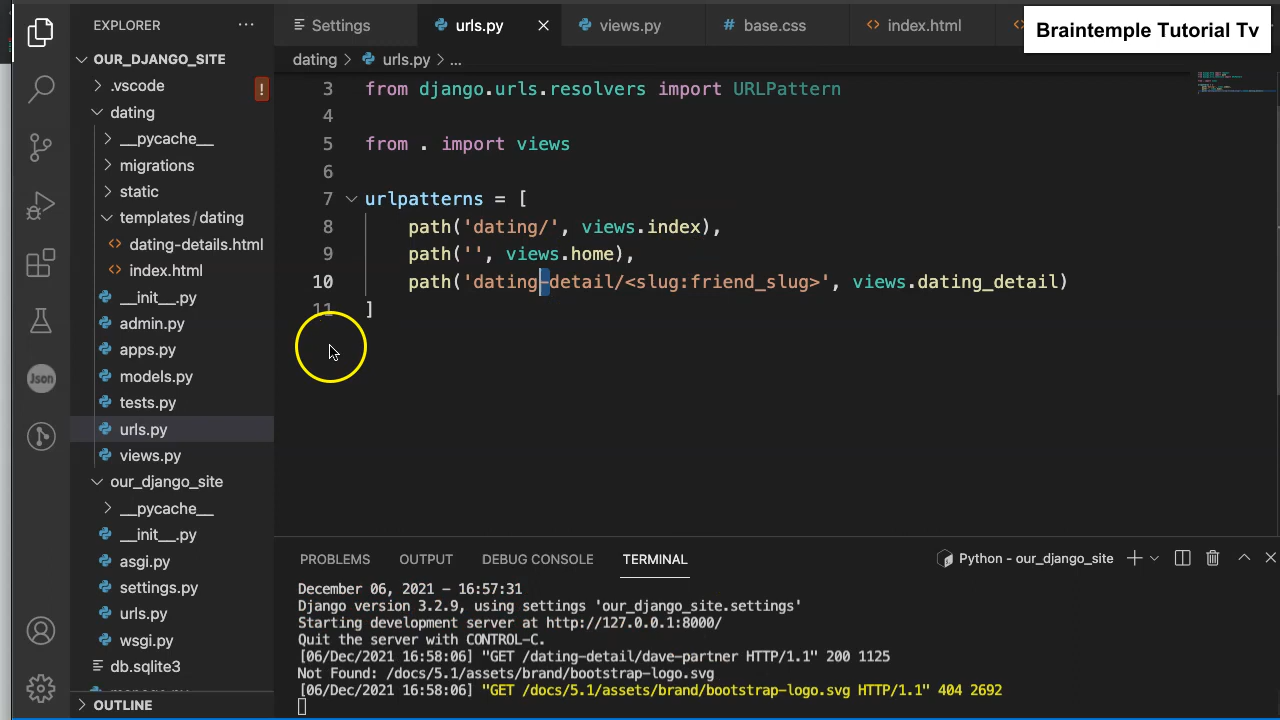 EXPLORER
OUR_DJANGO_SITE
.vscode
!
dating
__pycache__
migrations
static
templates/dating
dating-details.html
index.html
__init__.py
admin.py
apps.py
models.py
tests.py
urls.py
views.py
our_django_site
__pycache__
__init__.py
asgi.py
settings.py
urls.py
wsgi.py
db.sqlite3
OUTLINE
Json
Settings
urls.py
views.py
base.css
index.html
Braintemple Tutorial Tv
dating > urls.py > ...
3 from django.urls.resolvers import URLPattern
4
5 from . import views
6
7 urlpatterns = [
8 path('dating/', views.index),
9 path('', views.home),
10 path('dating-detail/<slug:friend_slug>', views.dating_detail)
11 ]
PROBLEMS OUTPUT DEBUG CONSOLE TERMINAL
Python - our_django_site
December 06, 2021 - 16:57:31
Django version 3.2.9, using settings 'our_django_site.settings'
Starting development server at http://127.0.0.1:8000/
Quit the server with CONTROL-C.
[06/Dec/2021 16:58:06] "GET /dating-detail/dave-partner HTTP/1.1" 200 1125
Not Found: /docs/5.1/assets/brand/bootstrap-logo.svg
[06/Dec/2021 16:58:06] "GET /docs/5.1/assets/brand/bootstrap-logo.svg HTTP/1.1" 404 2692